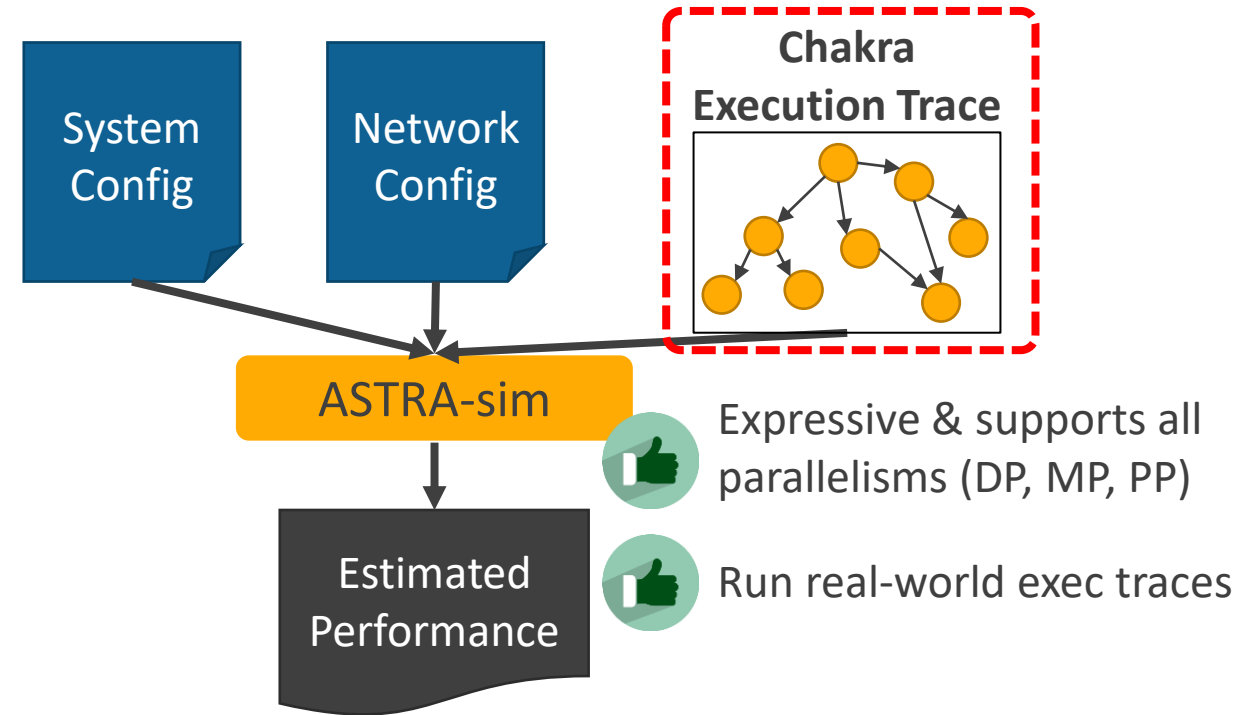 System
Config
Network
Config
Chakra
Execution Trace
ASTRA-sim
Expressive & supports all
parallelisms (DP, MP, PP)
Estimated
Performance
Run real-world exec traces